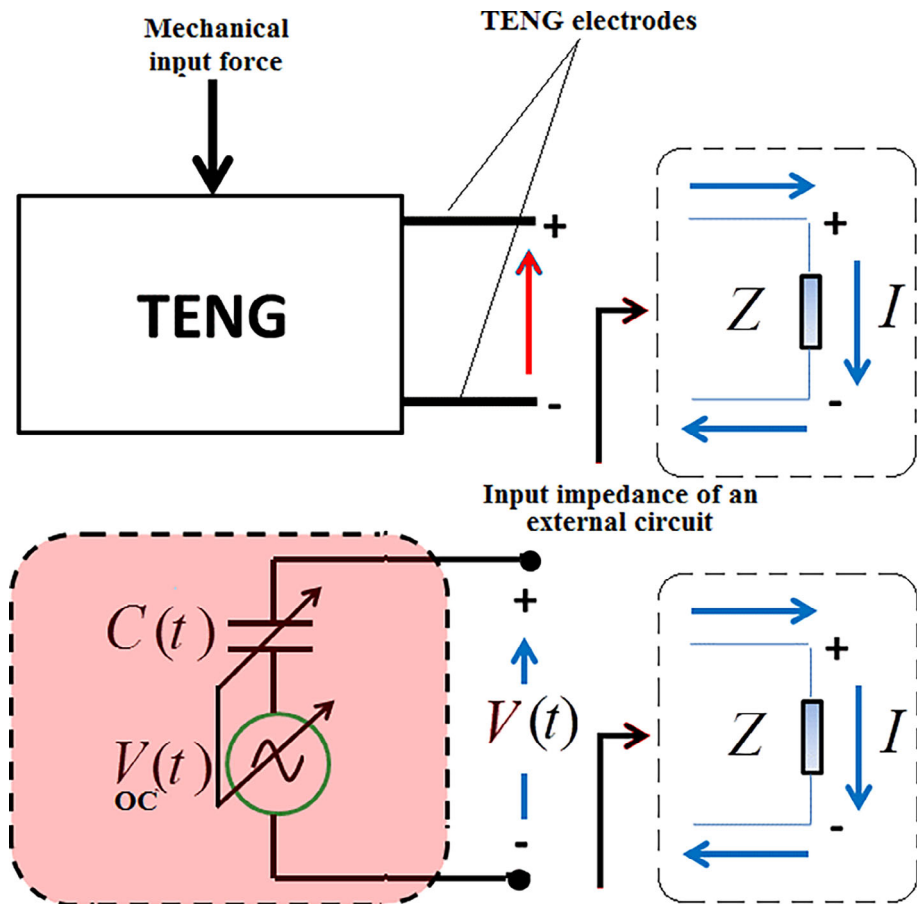 Mechanical
input force
TENG electrodes
TENG
+
-
+
Z
I
-
Input impedance of an
external circuit
C(t)
V(t)
OC
+
V(t)
-
+
Z
I
-